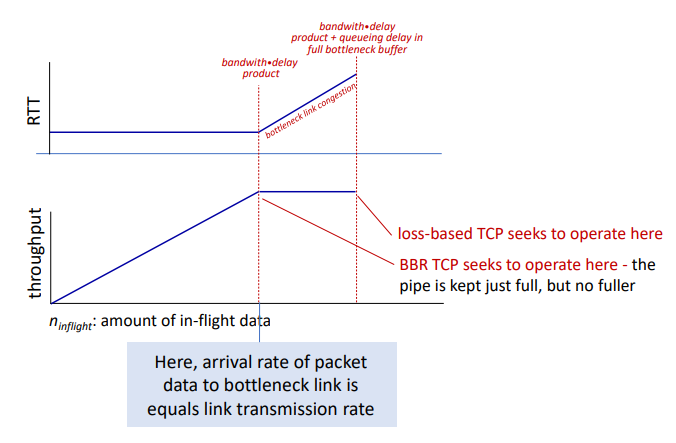 bandwith•delay
product + queueing delay in
full bottleneck buffer
bandwith•delay
product
RTT
bottleneck link congestion
throughput
loss-based TCP seeks to operate here
BBR TCP seeks to operate here - the
pipe is kept just full, but no fuller
ninflight: amount of in-flight data
Here, arrival rate of packet
data to bottleneck link is
equals link transmission rate